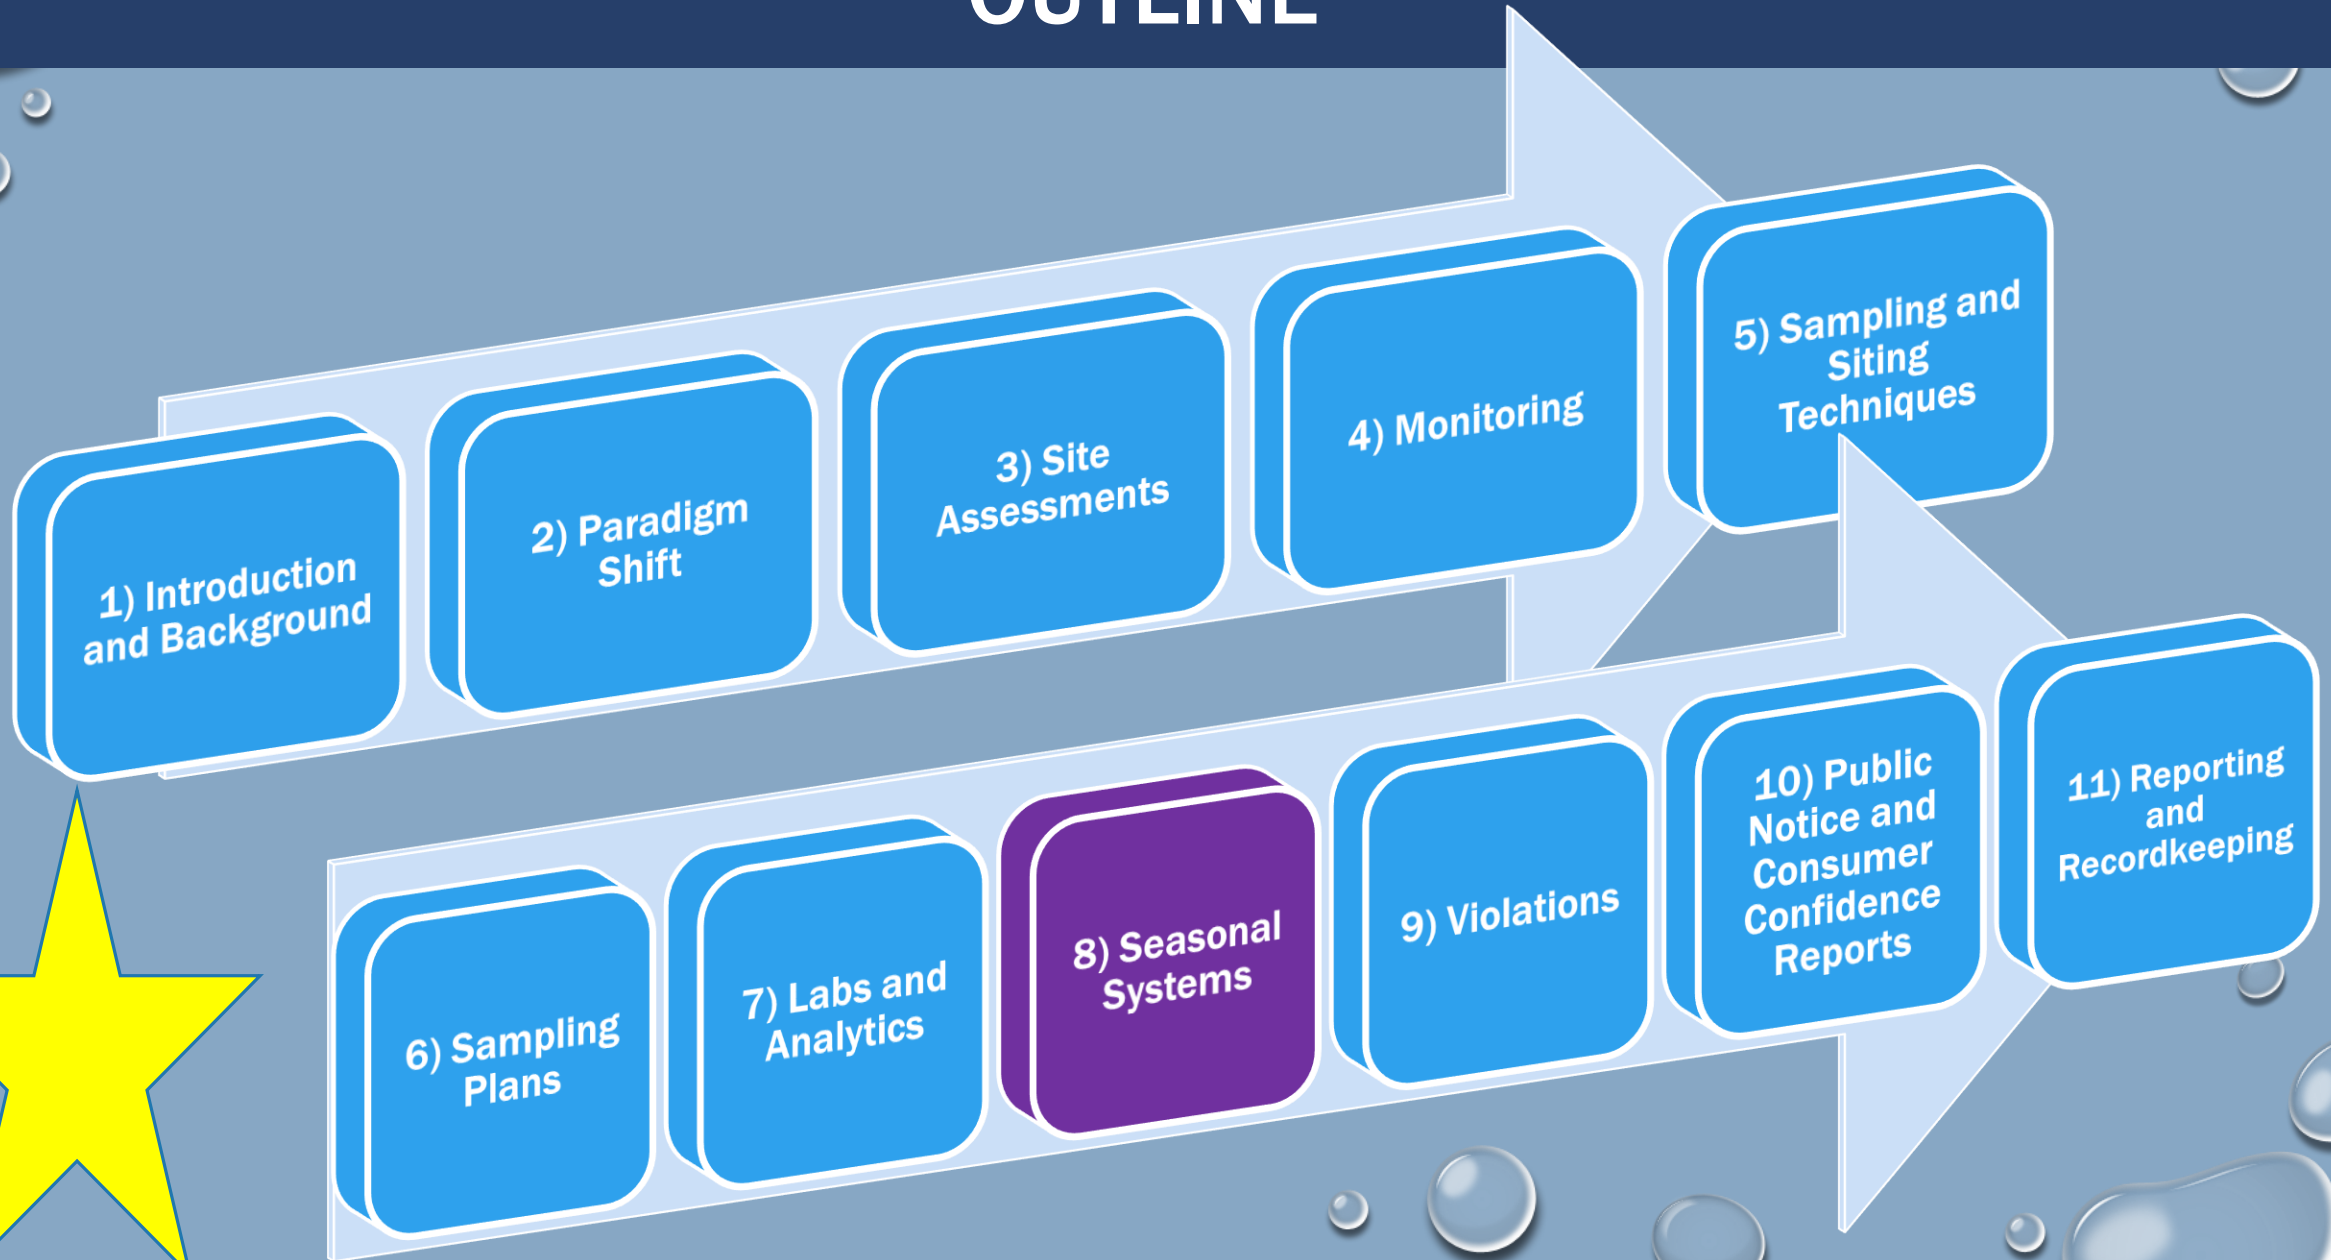 OUTLINE
1) Introduction
and Background
2) Paradigm
Shift
3) Site
Assessments
4) Monitoring
5) Sampling and
Siting
Techniques
6) Sampling
Plans
7) Labs and
Analytics
8) Seasonal
Systems
9) Violations
10) Public
Notice and
Consumer
Confidence
Reports
11) Reporting
and
Recordkeeping